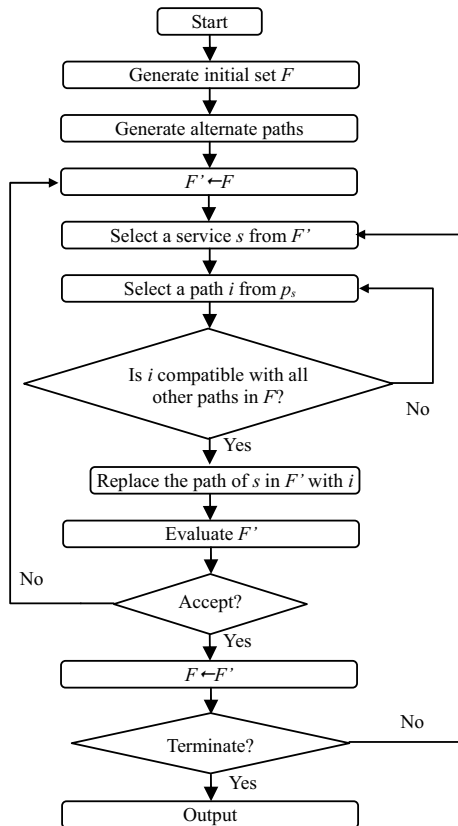 Start
Generate initial set F
Generate alternate paths
F' ←F
Select a service s from F'
Select a path i from pₛ
Is i compatible with all
other paths in F?
No
Yes
Replace the path of s in F' with i
Evaluate F'
No
Accept?
Yes
F←F'
No
Terminate?
Yes
Output